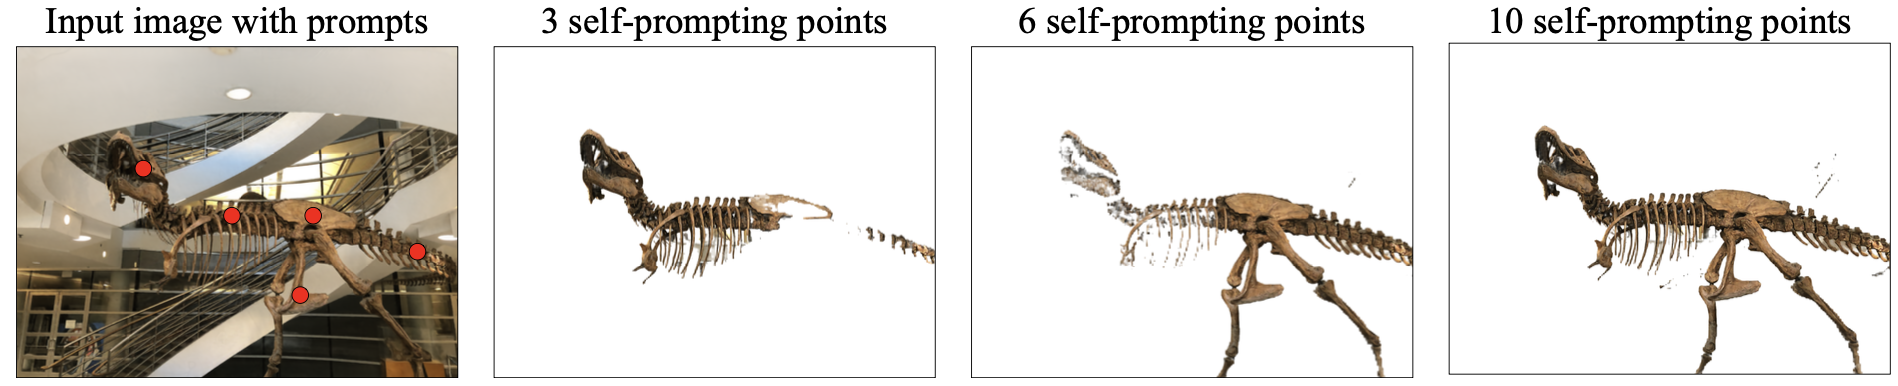 Input image with prompts
3 self-prompting points
6 self-prompting points
10 self-prompting points